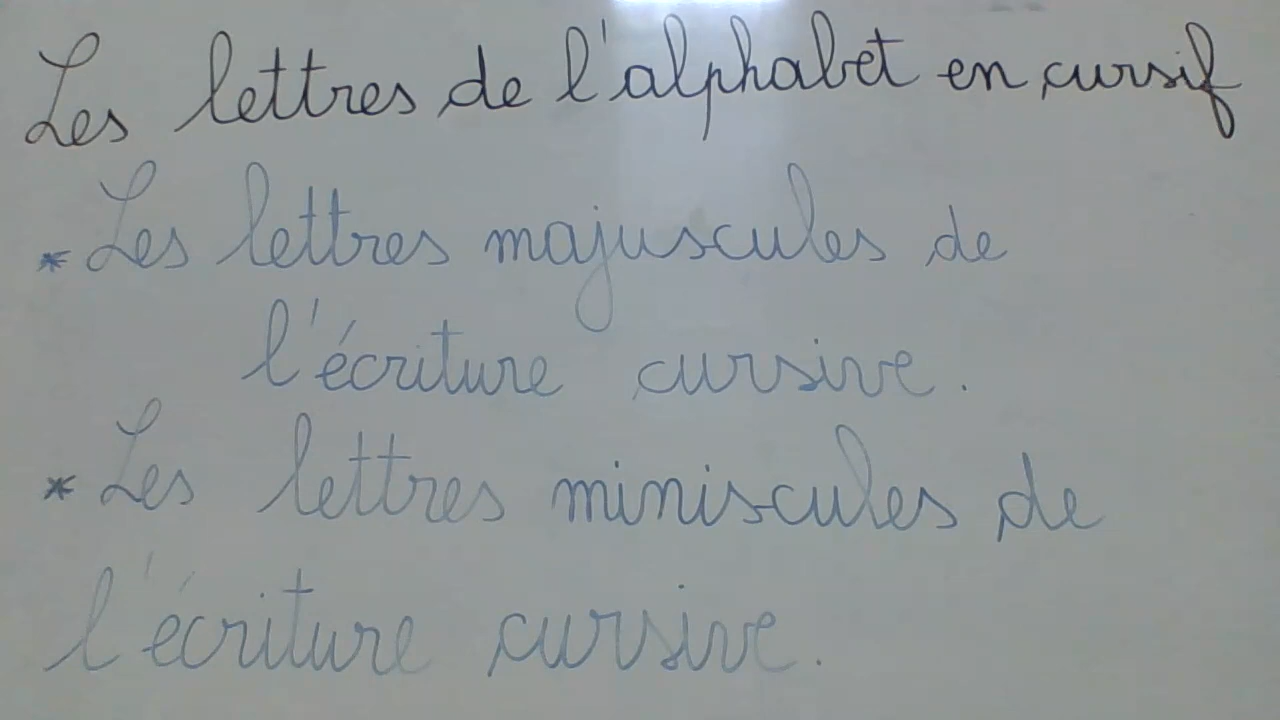 Les lettres de l'alphabet en cursif
* Les lettres majuscules de
l'écriture cursive.
* Les lettres miniscules de
l'écriture cursive.